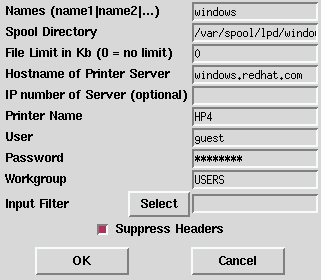 Names (name1|name2|...) windows
Spool Directory /var/spool/lpd/windo
File Limit in Kb (0 = no limit) 0
Hostname of Printer Server windows.redhat.com
IP number of Server (optional)
Printer Name HP4
User guest
Password ********
Workgroup USERS
Input Filter Select
Suppress Headers
OK Cancel